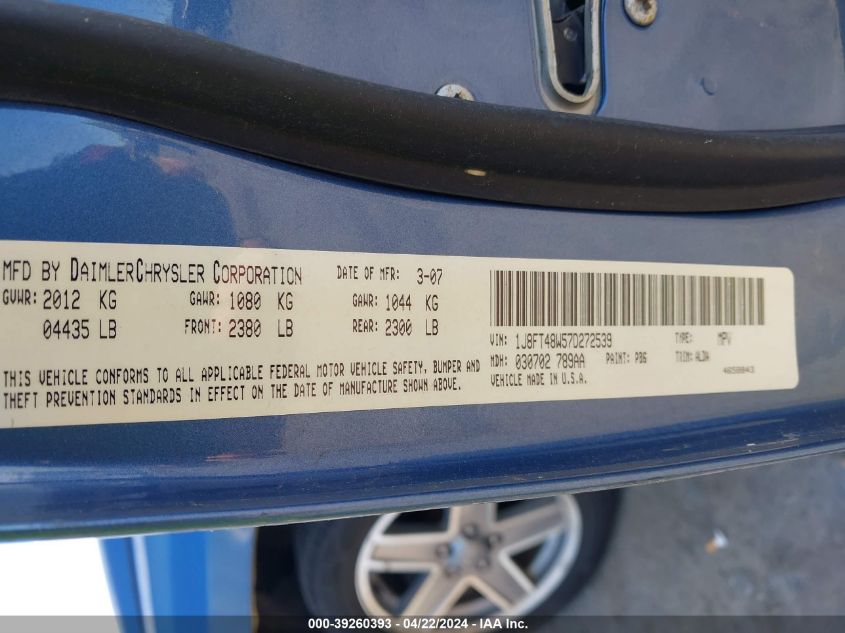 MFD BY DAIMLERCHRYSLER CORPORATION DATE OF MFR: 3-07
GVWR: 2012 KG GAWR: 1080 KG GAWR: 1044 KG
04435 LB FRONT: 2380 LB REAR: 2300 LB
THIS VEHICLE CONFORMS TO ALL APPLICABLE FEDERAL MOTOR VEHICLE SAFETY, BUMPER AND
THEFT PREVENTION STANDARDS IN EFFECT ON THE DATE OF MANUFACTURE SHOWN ABOVE.
VIN: 1J8FT48W57D272539 TYPE: MPV
MDH: 030702 789AA PAINT: PB6 TRIM: ALDA
VEHICLE MADE IN U.S.A.
000-39260393 - 04/22/2024 - IAA Inc.